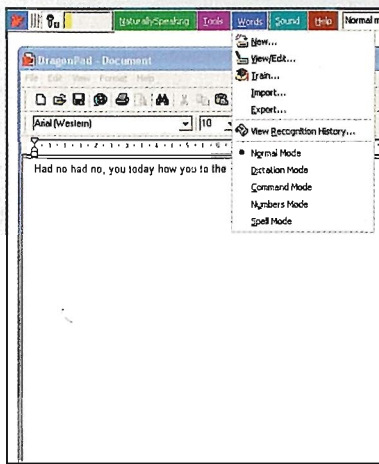 NaturallySpeaking Tools Words Sound Help Normal m
New...
View/Edit...
Train...
Import...
Export...
View Recognition History...
Normal Mode
Dictation Mode
Command Mode
Numbers Mode
Spell Mode
DragonPad - Document
File Edit View Format Help
Arial (Western) 10
Had no had no, you today how you to the